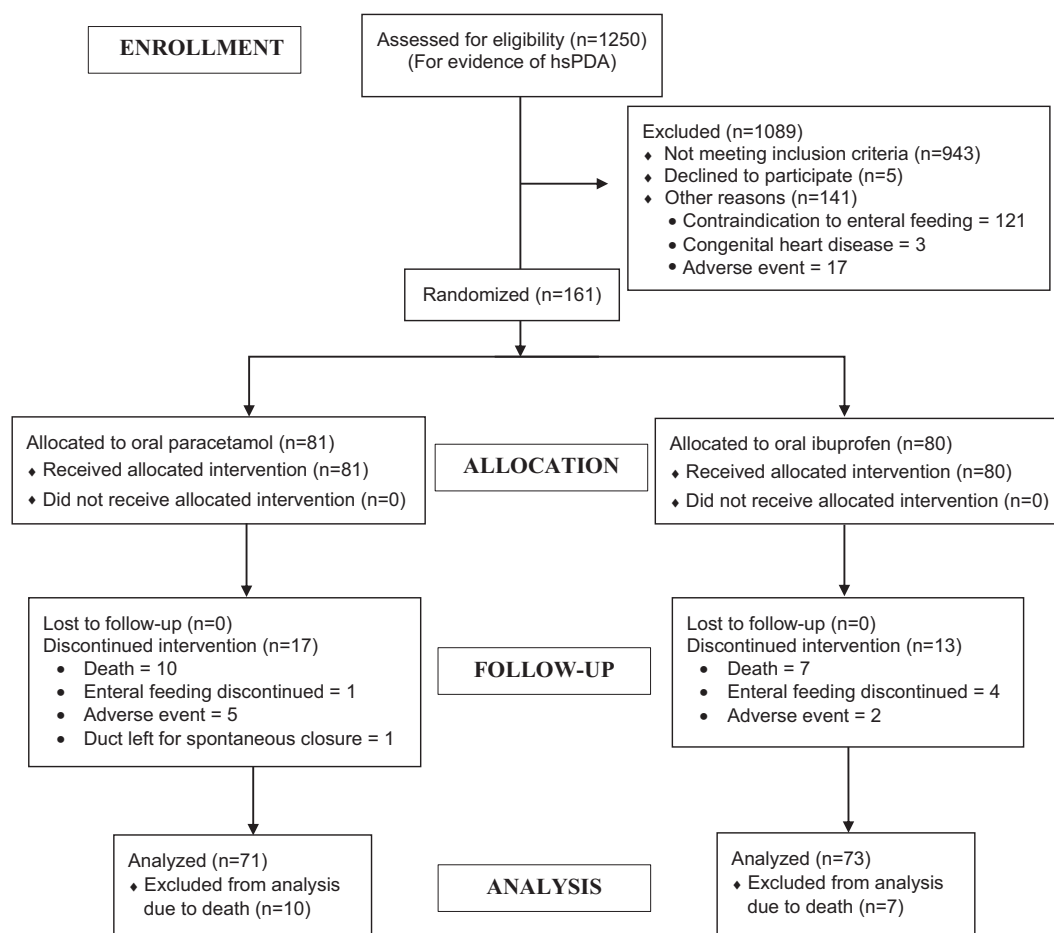 ENROLLMENT
Assessed for eligibility (n=1250)
(For evidence of hsPDA)
Excluded (n=1089)
♦ Not meeting inclusion criteria (n=943)
♦ Declined to participate (n=5)
♦ Other reasons (n=141)
• Contraindication to enteral feeding = 121
• Congenital heart disease = 3
• Adverse event = 17
Randomized (n=161)
Allocated to oral paracetamol (n=81)
♦ Received allocated intervention (n=81)
♦ Did not receive allocated intervention (n=0)
ALLOCATION
Allocated to oral ibuprofen (n=80)
♦ Received allocated intervention (n=80)
♦ Did not receive allocated intervention (n=0)
Lost to follow-up (n=0)
Discontinued intervention (n=17)
• Death = 10
• Enteral feeding discontinued = 1
• Adverse event = 5
• Duct left for spontaneous closure = 1
FOLLOW-UP
Lost to follow-up (n=0)
Discontinued intervention (n=13)
• Death = 7
• Enteral feeding discontinued = 4
• Adverse event = 2
Analyzed (n=71)
♦ Excluded from analysis
due to death (n=10)
ANALYSIS
Analyzed (n=73)
♦ Excluded from analysis
due to death (n=7)